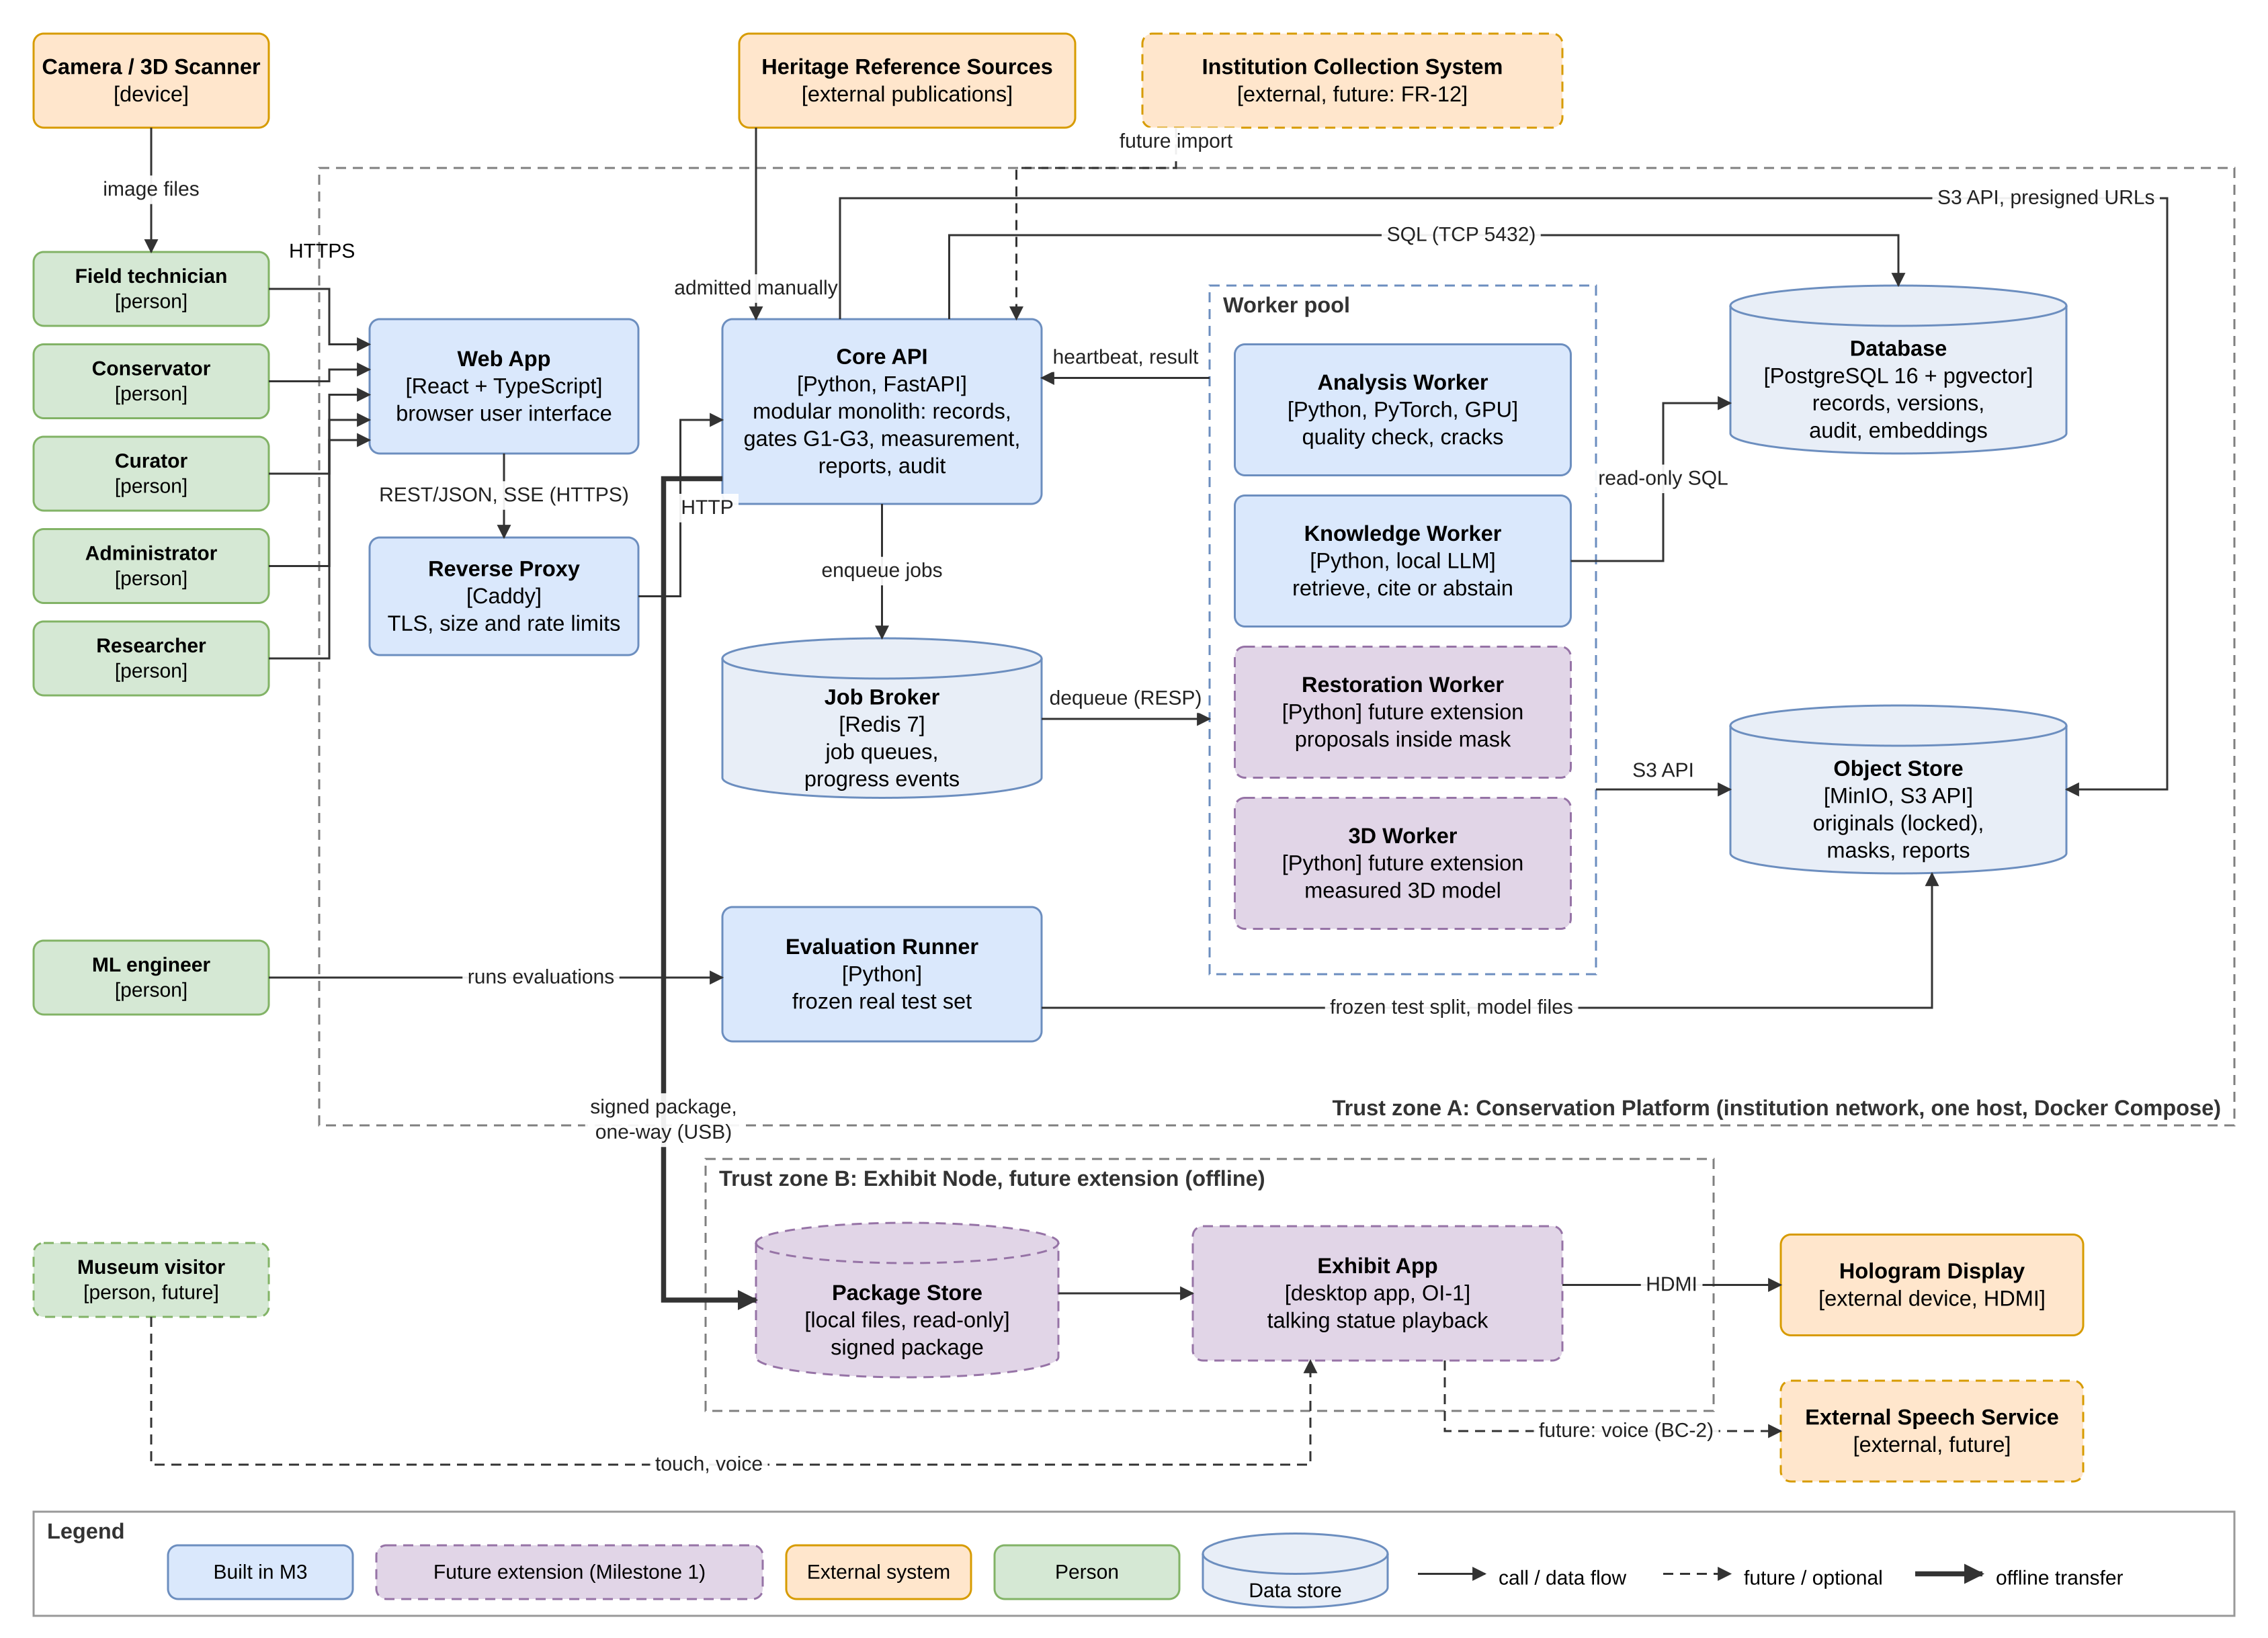 Camera / 3D Scanner
[device]
Heritage Reference Sources
[external publications]
Institution Collection System
[external, future: FR-12]
future import
image files
S3 API, presigned URLs
SQL (TCP 5432)
HTTPS
admitted manually
Field technician
[person]
Conservator
[person]
Curator
[person]
Administrator
[person]
Researcher
[person]
Web App
[React + TypeScript]
browser user interface
REST/JSON, SSE (HTTPS)
Reverse Proxy
[Caddy]
TLS, size and rate limits
HTTP
Core API
[Python, FastAPI]
modular monolith: records,
gates G1-G3, measurement,
reports, audit
heartbeat, result
enqueue jobs
Job Broker
[Redis 7]
job queues,
progress events
dequeue (RESP)
Worker pool
Analysis Worker
[Python, PyTorch, GPU]
quality check, cracks
Knowledge Worker
[Python, local LLM]
retrieve, cite or abstain
Restoration Worker
[Python] future extension
proposals inside mask
3D Worker
[Python] future extension
measured 3D model
read-only SQL
S3 API
Database
[PostgreSQL 16 + pgvector]
records, versions,
audit, embeddings
Object Store
[MinIO, S3 API]
originals (locked),
masks, reports
ML engineer
[person]
runs evaluations
Evaluation Runner
[Python]
frozen real test set
frozen test split, model files
Trust zone A: Conservation Platform (institution network, one host, Docker Compose)
signed package,
one-way (USB)
Trust zone B: Exhibit Node, future extension (offline)
Museum visitor
[person, future]
Package Store
[local files, read-only]
signed package
Exhibit App
[desktop app, OI-1]
talking statue playback
HDMI
Hologram Display
[external device, HDMI]
future: voice (BC-2)
External Speech Service
[external, future]
touch, voice
Legend
Built in M3
Future extension (Milestone 1)
External system
Person
Data store
call / data flow
future / optional
offline transfer